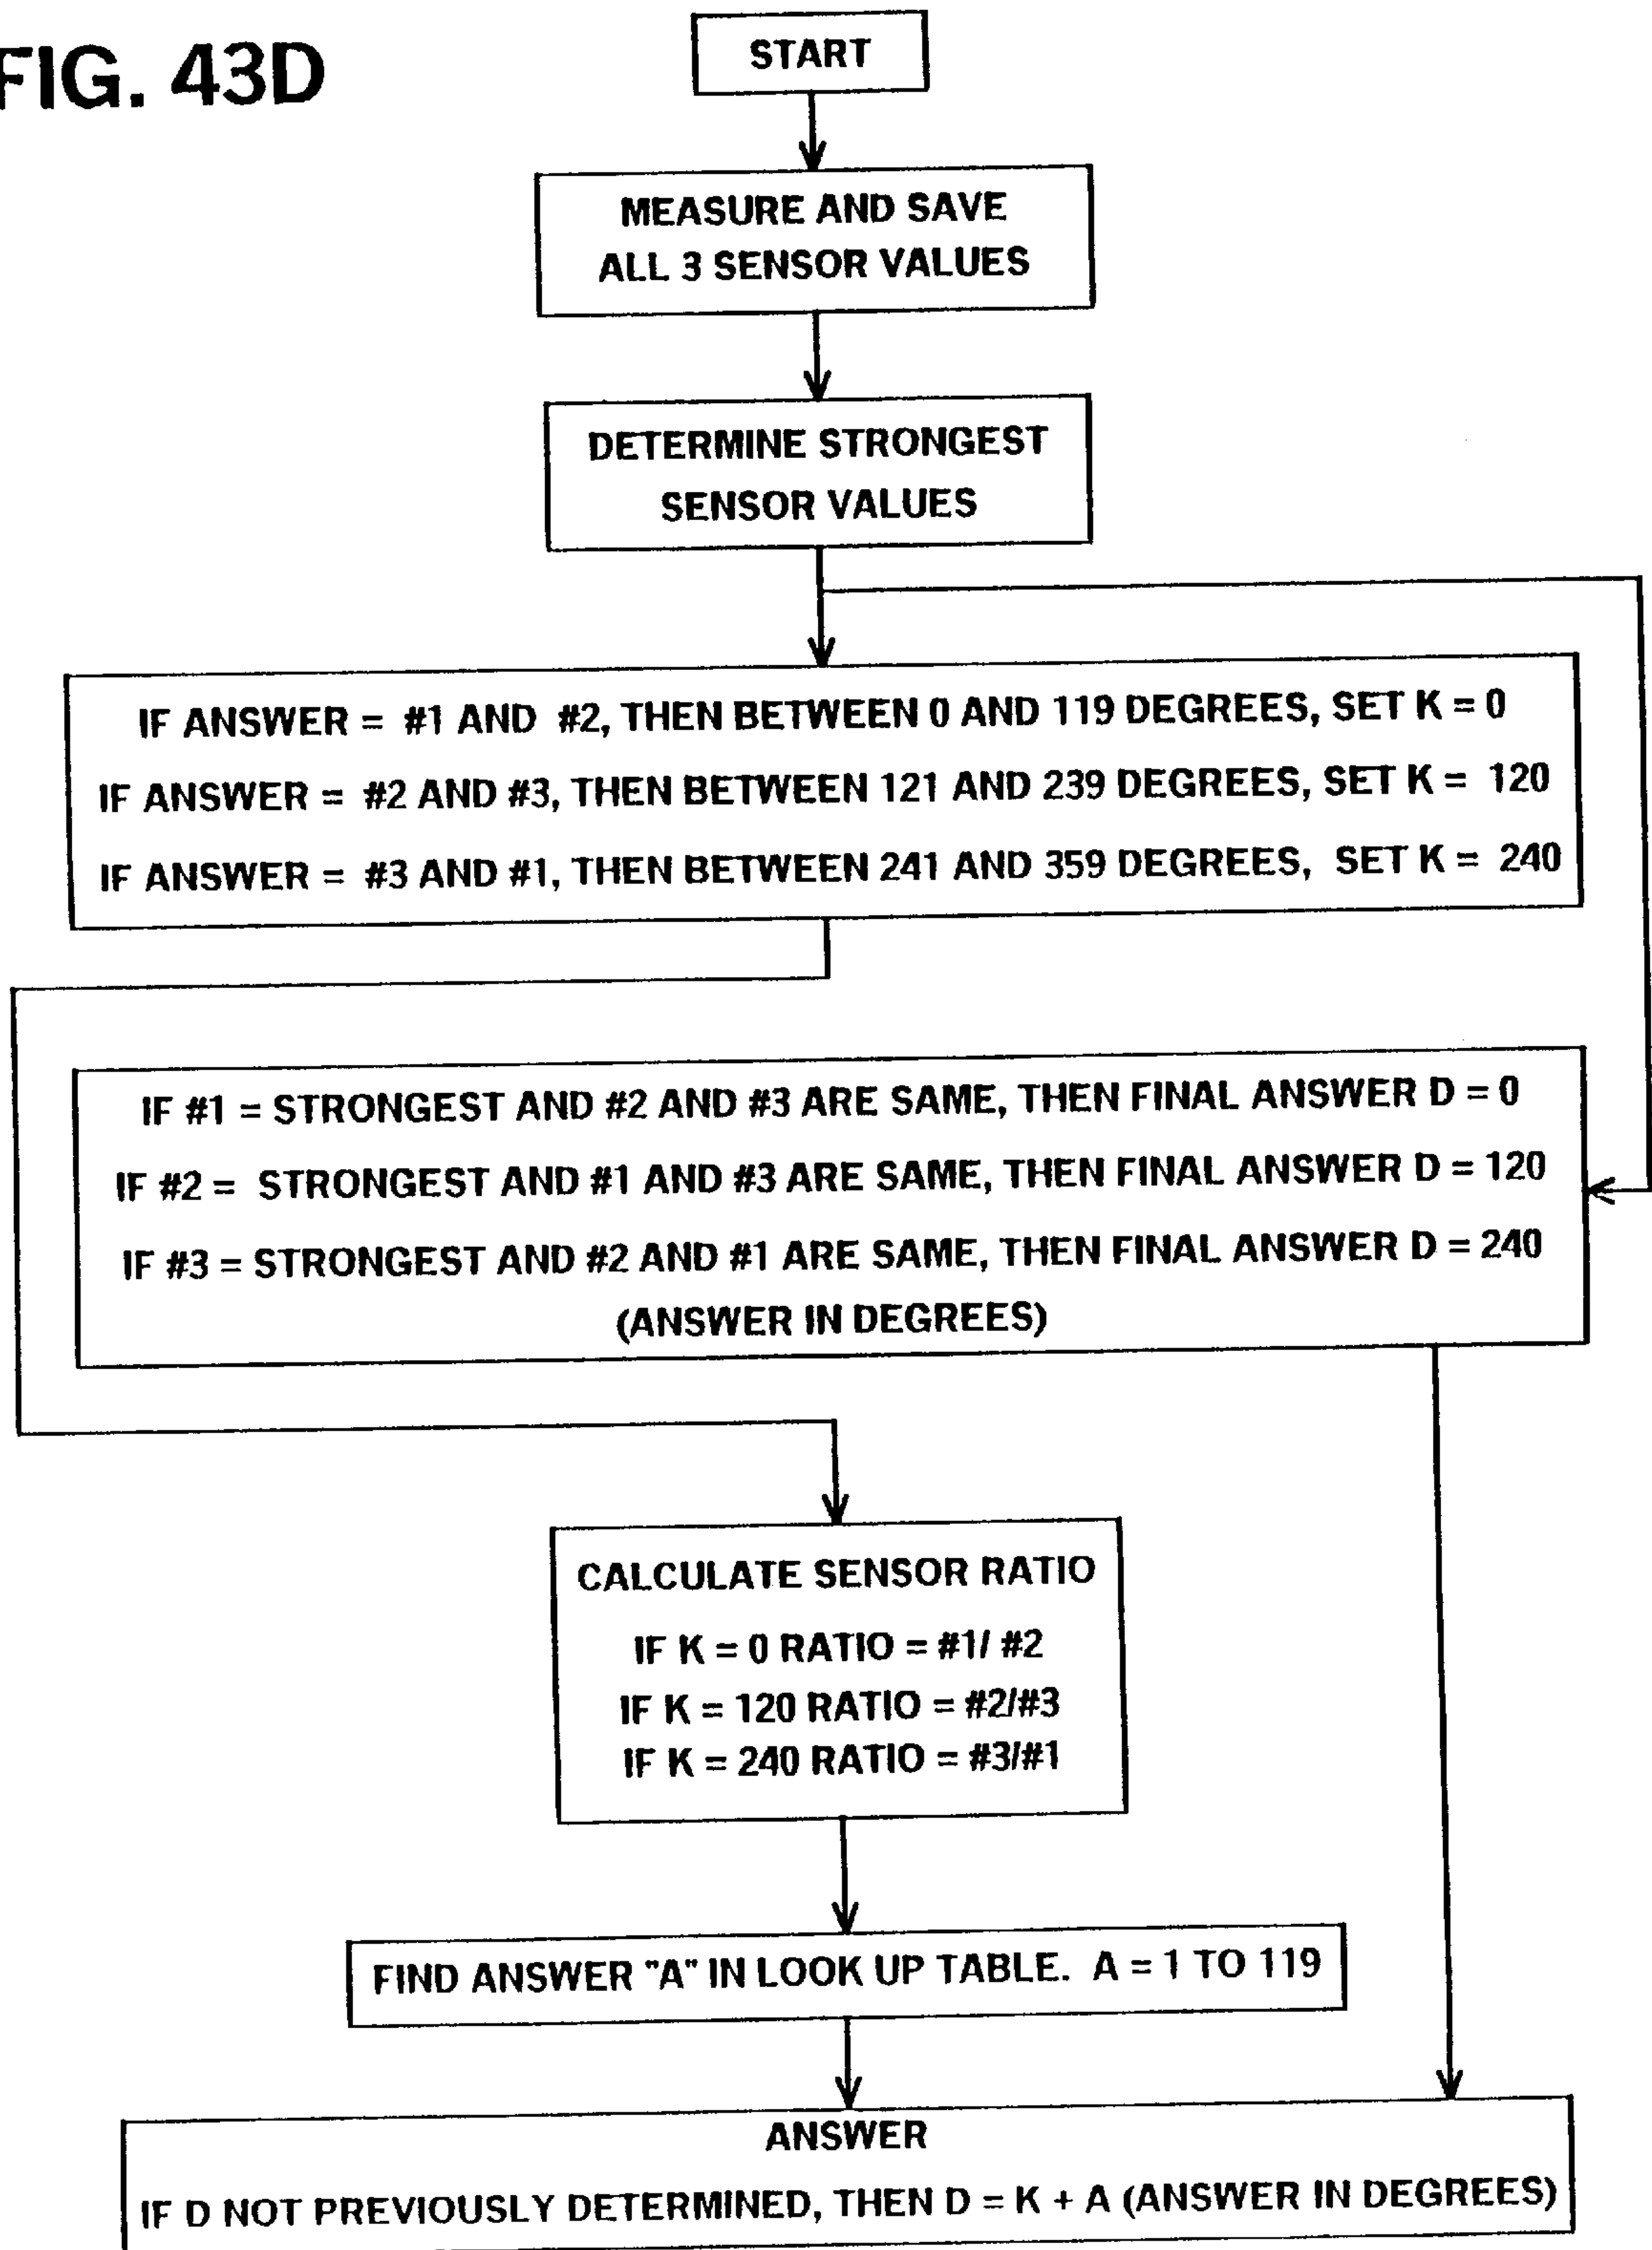 FIG. 43D
START
MEASURE AND SAVE
ALL 3 SENSOR VALUES
DETERMINE STRONGEST
SENSOR VALUES
IF ANSWER = #1 AND #2, THEN BETWEEN 0 AND 119 DEGREES, SET K = 0
IF ANSWER = #2 AND #3, THEN BETWEEN 121 AND 239 DEGREES, SET K = 120
IF ANSWER = #3 AND #1, THEN BETWEEN 241 AND 359 DEGREES, SET K = 240
IF #1 = STRONGEST AND #2 AND #3 ARE SAME, THEN FINAL ANSWER D = 0
IF #2 = STRONGEST AND #1 AND #3 ARE SAME, THEN FINAL ANSWER D = 120
IF #3 = STRONGEST AND #2 AND #1 ARE SAME, THEN FINAL ANSWER D = 240
(ANSWER IN DEGREES)
CALCULATE SENSOR RATIO
IF K = 0 RATIO = #1/ #2
IF K = 120 RATIO = #2/#3
IF K = 240 RATIO = #3/#1
FIND ANSWER "A" IN LOOK UP TABLE. A = 1 TO 119
ANSWER
IF D NOT PREVIOUSLY DETERMINED, THEN D = K + A (ANSWER IN DEGREES)